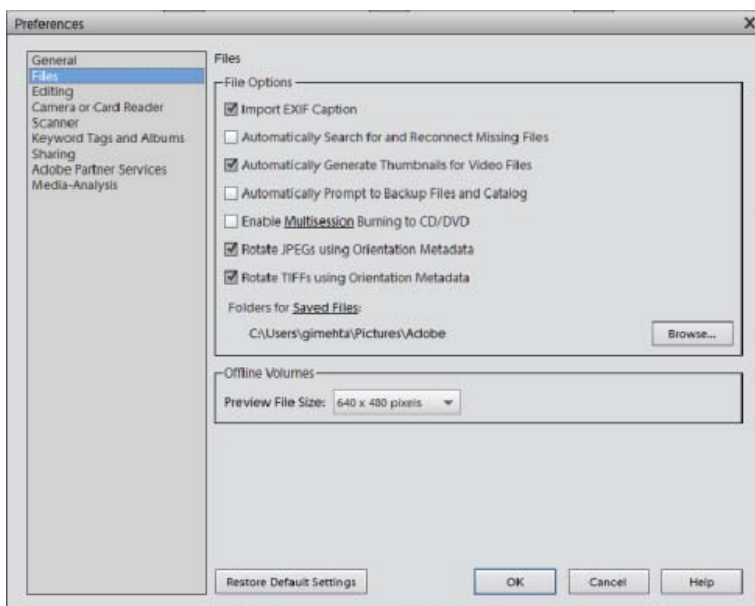 Preferences
X
General
Files
Editing
Camera or Card Reader
Scanner
Keyword Tags and Albums
Sharing
Adobe Partner Services
Media-Analysis
Files
File Options
Import EXIF Caption
Automatically Search for and Reconnect Missing Files
Automatically Generate Thumbnails for Video Files
Automatically Prompt to Backup Files and Catalog
Enable Multisession Burning to CD/DVD
Rotate JPEGs using Orientation Metadata
Rotate TIFFs using Orientation Metadata
Folders for Saved Files:
C:\Users\gimehta\Pictures\Adobe
Browse...
Offline Volumes
Preview File Size: 640 x 480 pixels
Restore Default Settings
OK
Cancel
Help